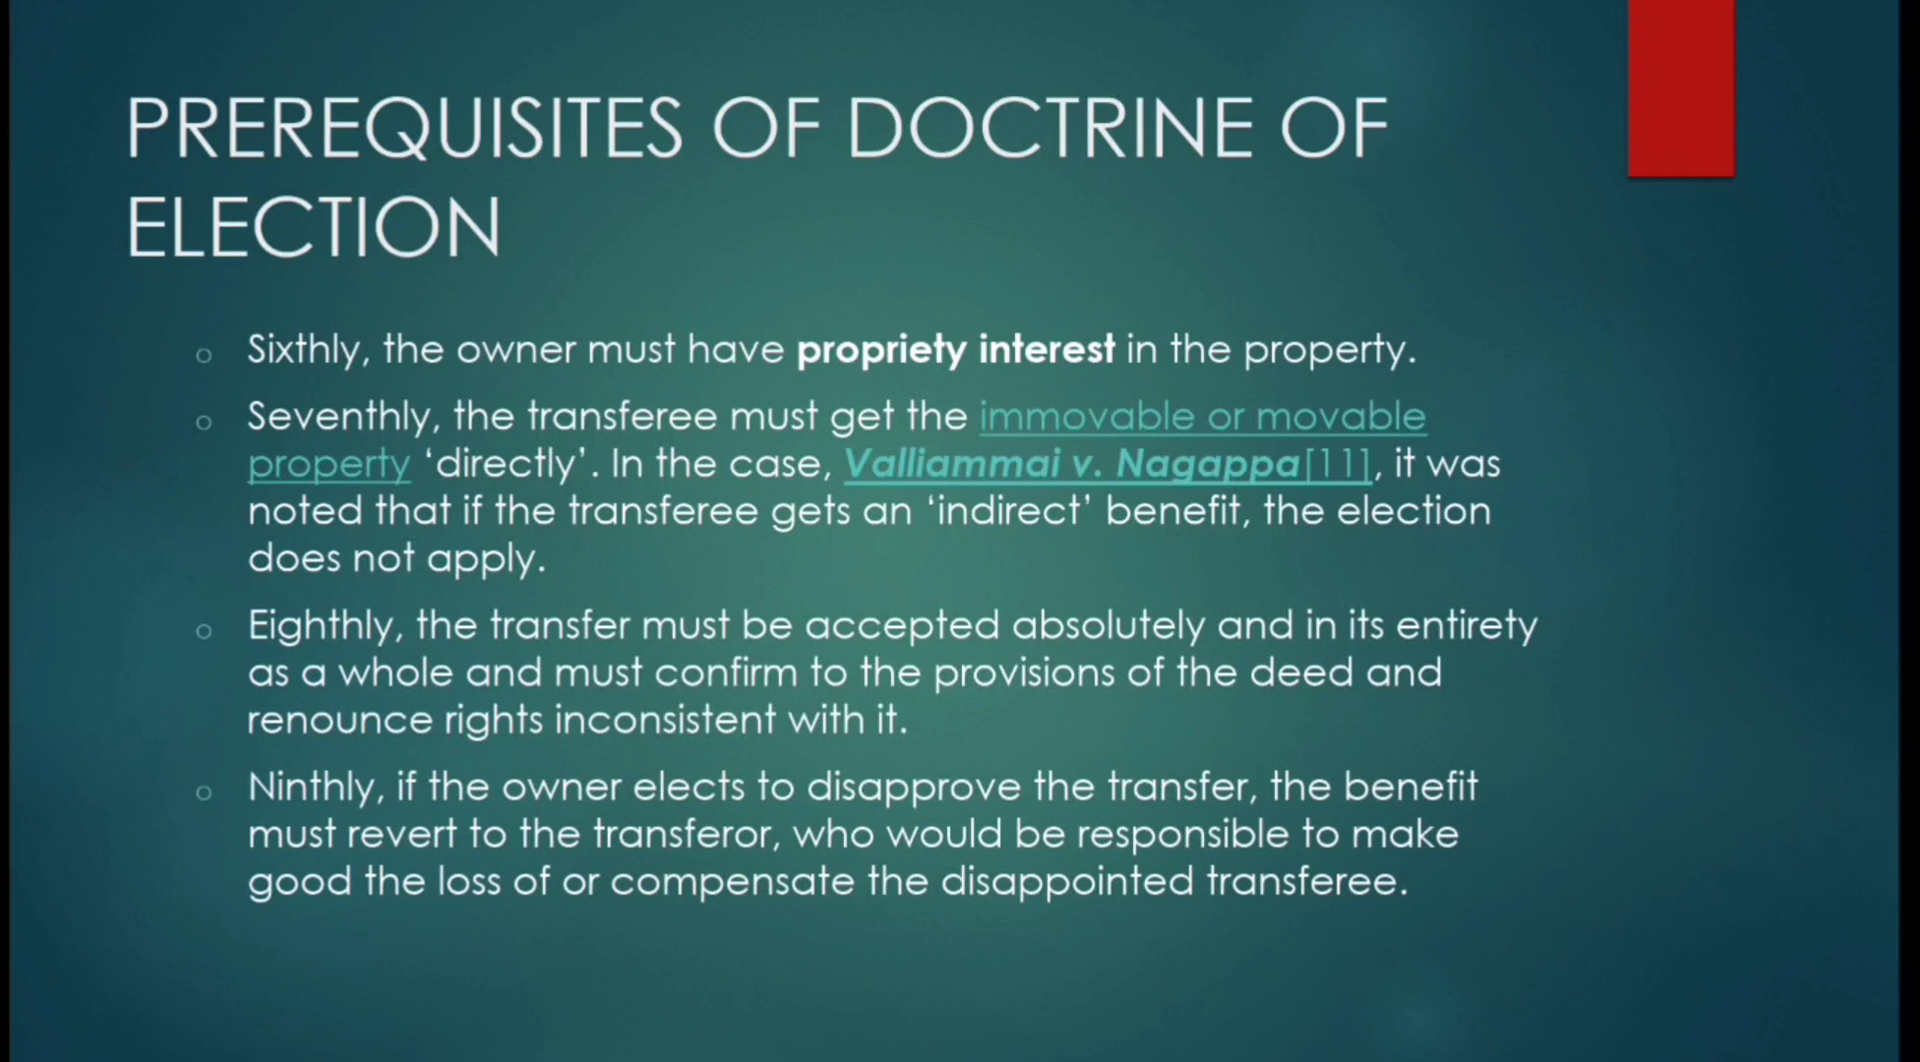 PREREQUISITES OF DOCTRINE OF
ELECTION
Sixthly, the owner must have propriety interest in the property.
Seventhly, the transferee must get the immovable or movable
property ‘directly’. In the case, Valliammai v. Nagappa[11], it was
noted that if the transferee gets an ‘indirect’ benefit, the election
does not apply.
Eighthly, the transfer must be accepted absolutely and in its entirety
as a whole and must confirm to the provisions of the deed and
renounce rights inconsistent with it.
Ninthly, if the owner elects to disapprove the transfer, the benefit
must revert to the transferor, who would be responsible to make
good the loss of or compensate the disappointed transferee.